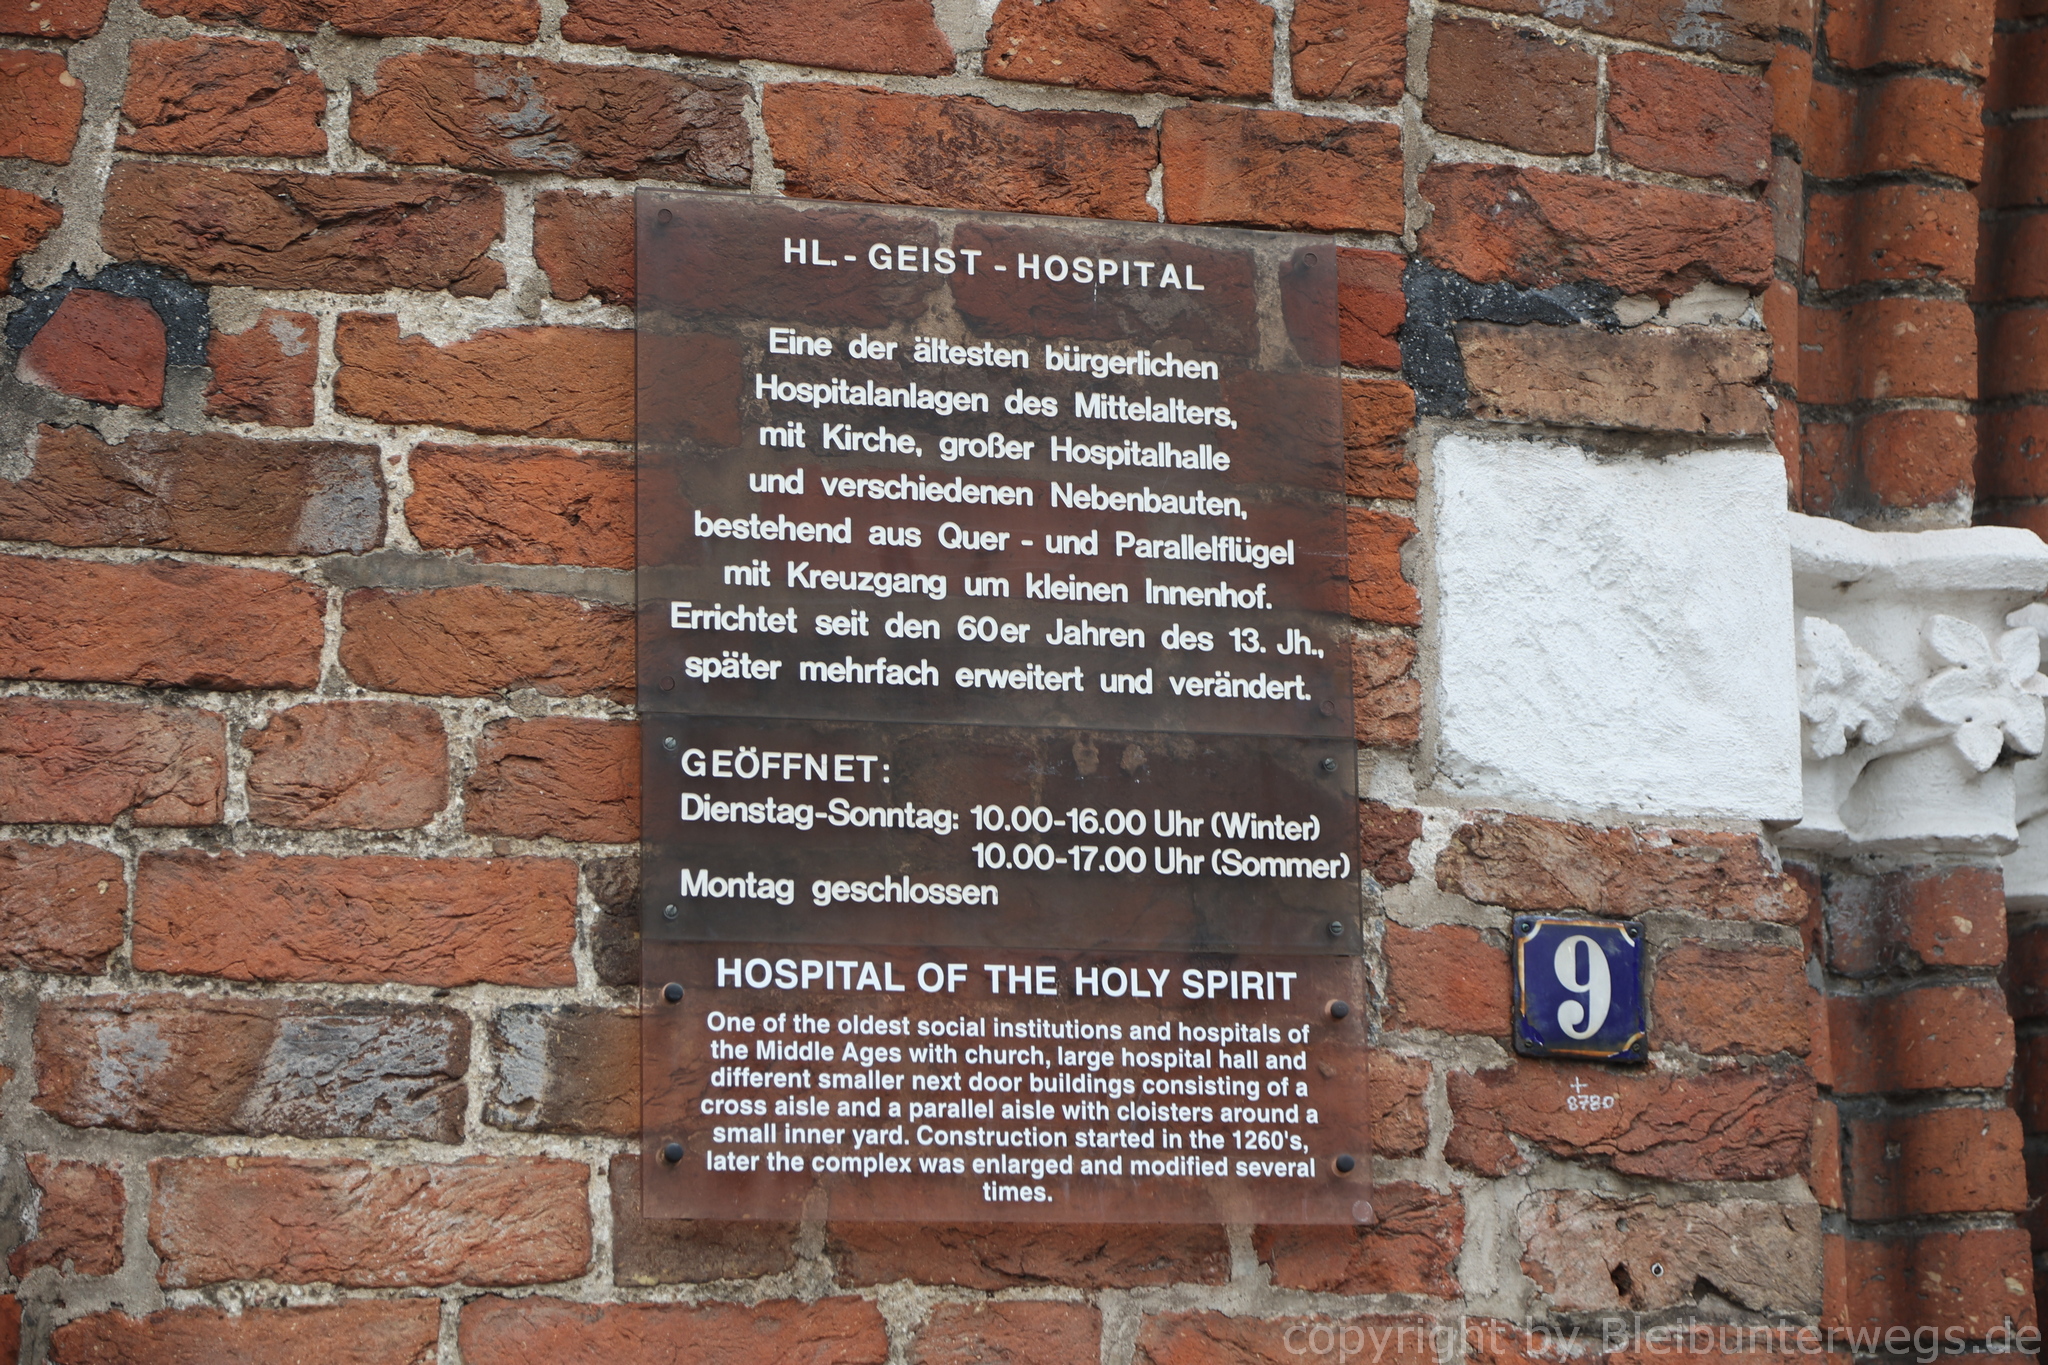 HL.- GEIST - HOSPITAL
Eine der ältesten bürgerlichen
Hospitalanlagen des Mittelalters,
mit Kirche, großer Hospitalhalle
und verschiedenen Nebenbauten,
bestehend aus Quer - und Parallelflügel
mit Kreuzgang um kleinen Innenhof.
Errichtet seit den 60er Jahren des 13. Jh.,
später mehrfach erweitert und verändert.
GEÖFFNET:
Dienstag-Sonntag: 10.00-16.00 Uhr (Winter)
10.00-17.00 Uhr (Sommer)
Montag geschlossen
HOSPITAL OF THE HOLY SPIRIT
One of the oldest social institutions and hospitals of
the Middle Ages with church, large hospital hall and
different smaller next door buildings consisting of a
cross aisle and a parallel aisle with cloisters around a
small inner yard. Construction started in the 1260's,
later the complex was enlarged and modified several
times.
9
+
8780
copyright by Bleibunterwegs.de